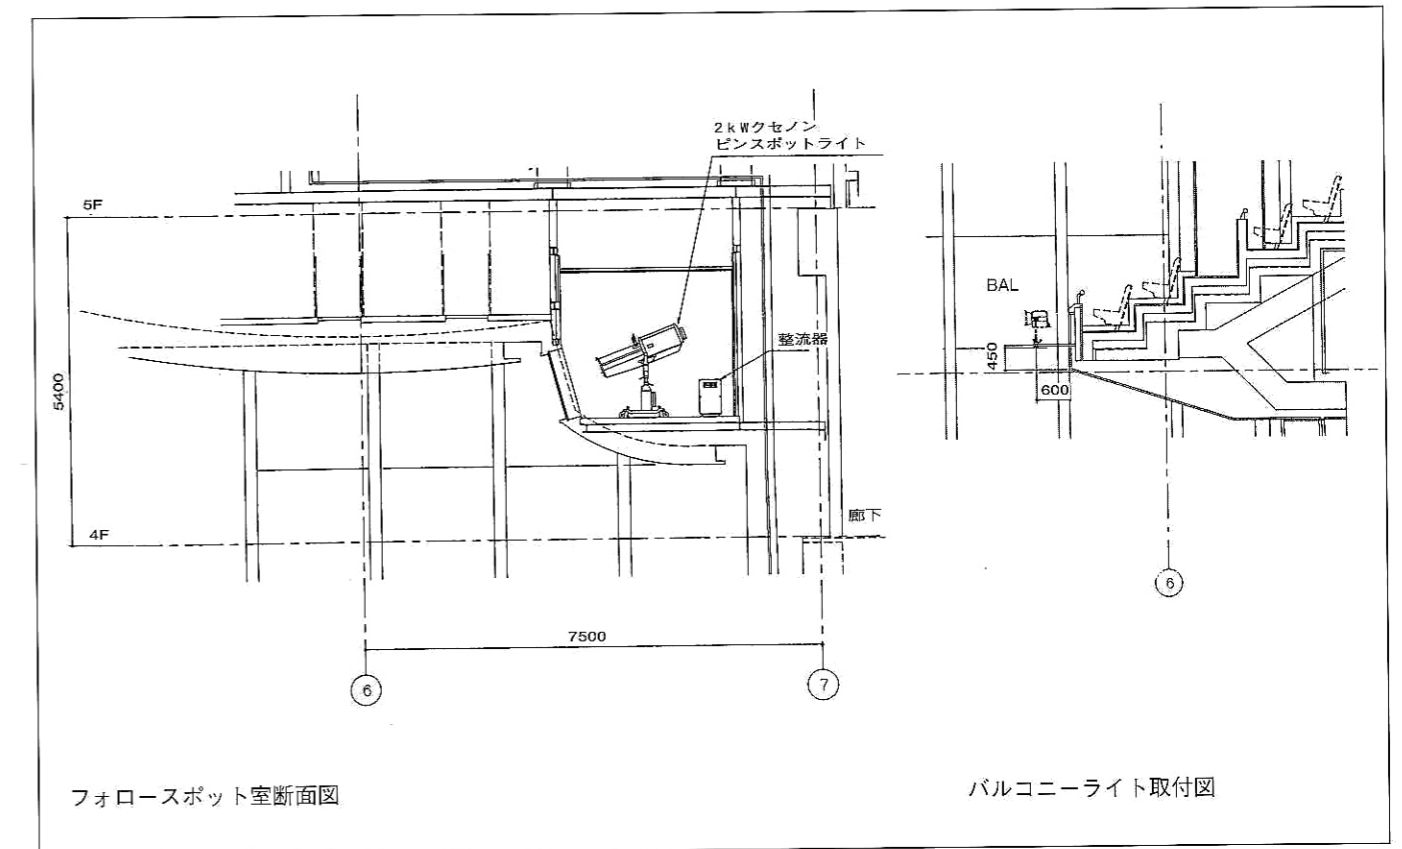 2kWクセノン
ピンスポットライト
5F
整流器
5400
4F
廊下
7500
6
7
フォロースポット室断面図
BAL
450
600
6
バルコニーライト取付図